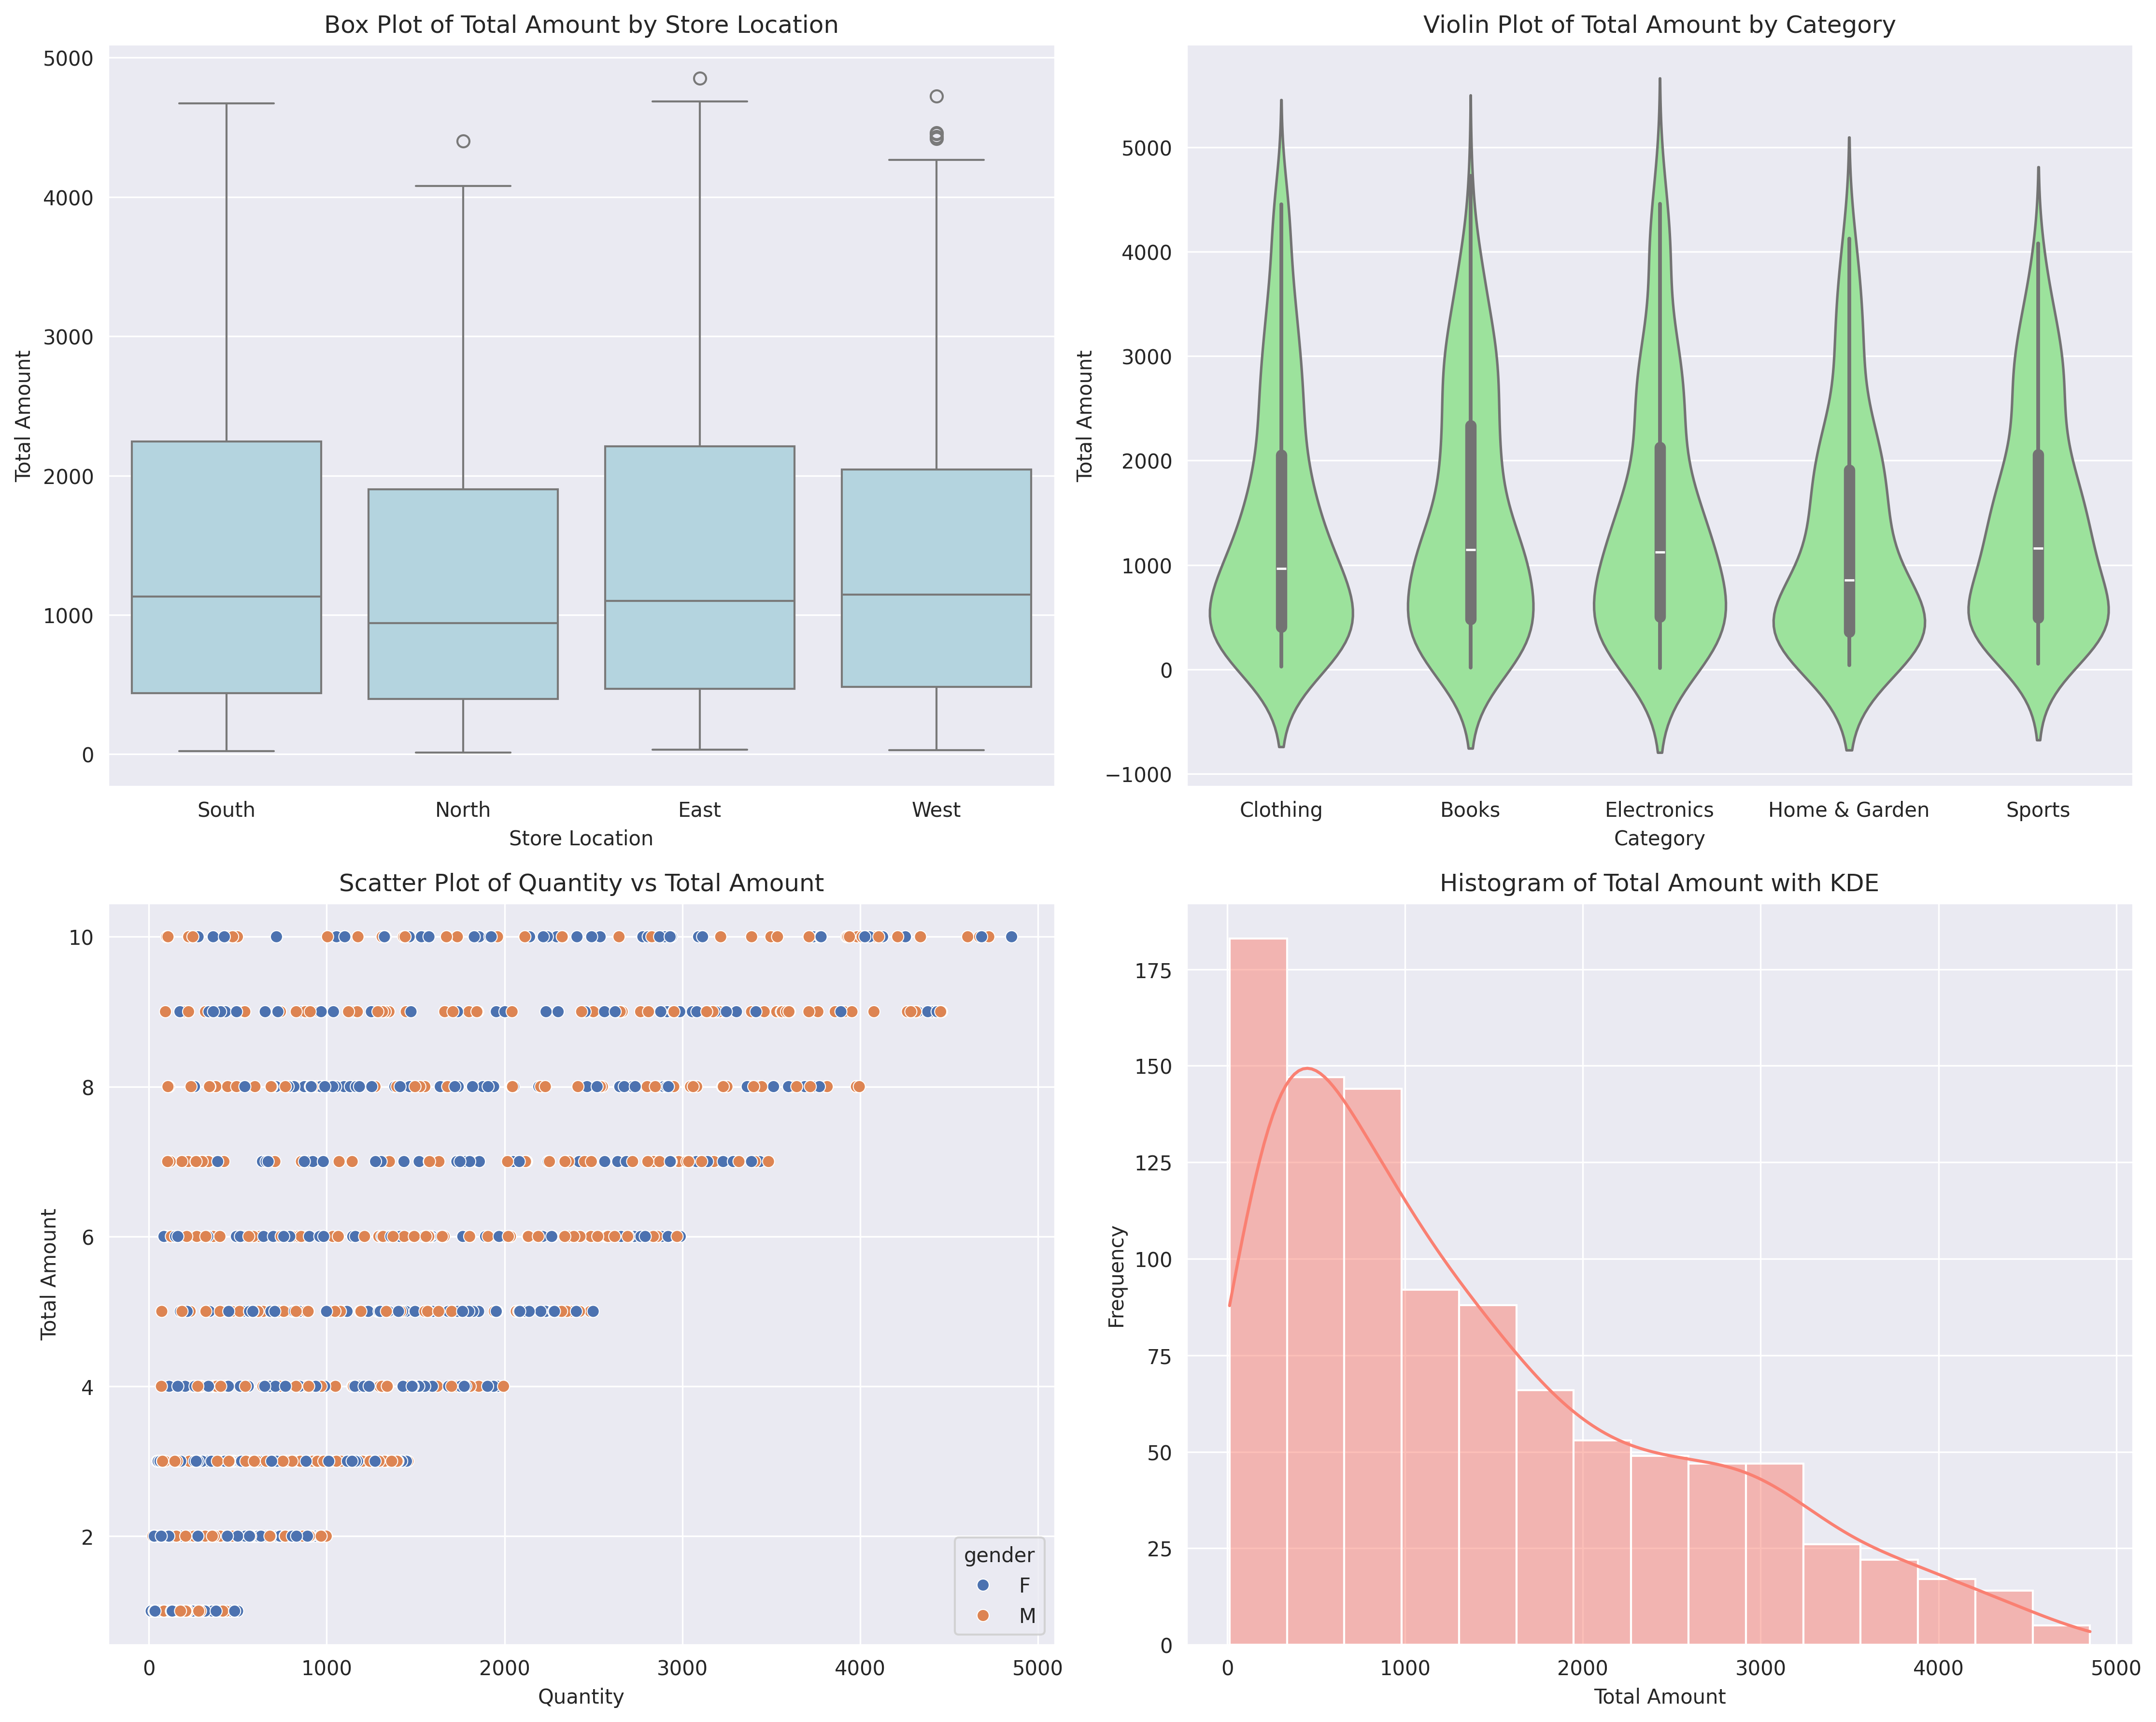 Box Plot of Total Amount by Store Location
Total Amount
5000
4000
3000
2000
1000
0
South North East West
Store Location
Violin Plot of Total Amount by Category
Total Amount
5000
4000
3000
2000
1000
0
−1000
Clothing Books Electronics Home & Garden Sports
Category
Scatter Plot of Quantity vs Total Amount
Total Amount
10
8
6
4
2
gender
F
M
0 1000 2000 3000 4000 5000
Quantity
Histogram of Total Amount with KDE
Frequency
175
150
125
100
75
50
25
0
0 1000 2000 3000 4000 5000
Total Amount